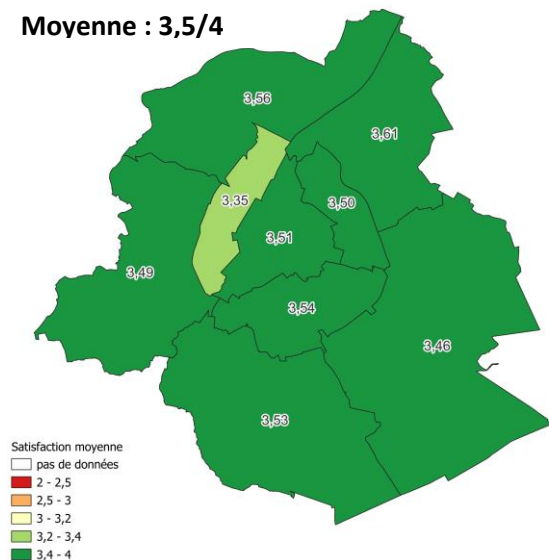 Moyenne : 3,5/4
3,56
3,61
3,35
3,50
3,51
3,49
3,54
3,46
3,53
Satisfaction moyenne
pas de données
2 - 2,5
2,5 - 3
3 - 3,2
3,2 - 3,4
3,4 - 4